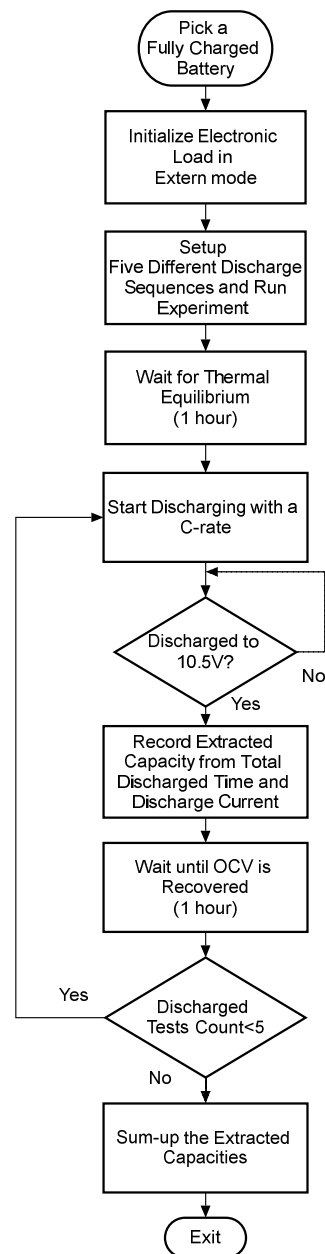 Pick a
Fully Charged
Battery
Initialize Electronic
Load in
Extern mode
Setup
Five Different Discharge
Sequences and Run
Experiment
Wait for Thermal
Equilibrium
(1 hour)
Start Discharging with a
C-rate
Discharged to
10.5V?
No
Yes
Record Extracted
Capacity from Total
Discharged Time and
Discharge Current
Wait until OCV is
Recovered
(1 hour)
Yes
Discharged
Tests Count<5
No
Sum-up the Extracted
Capacities
Exit